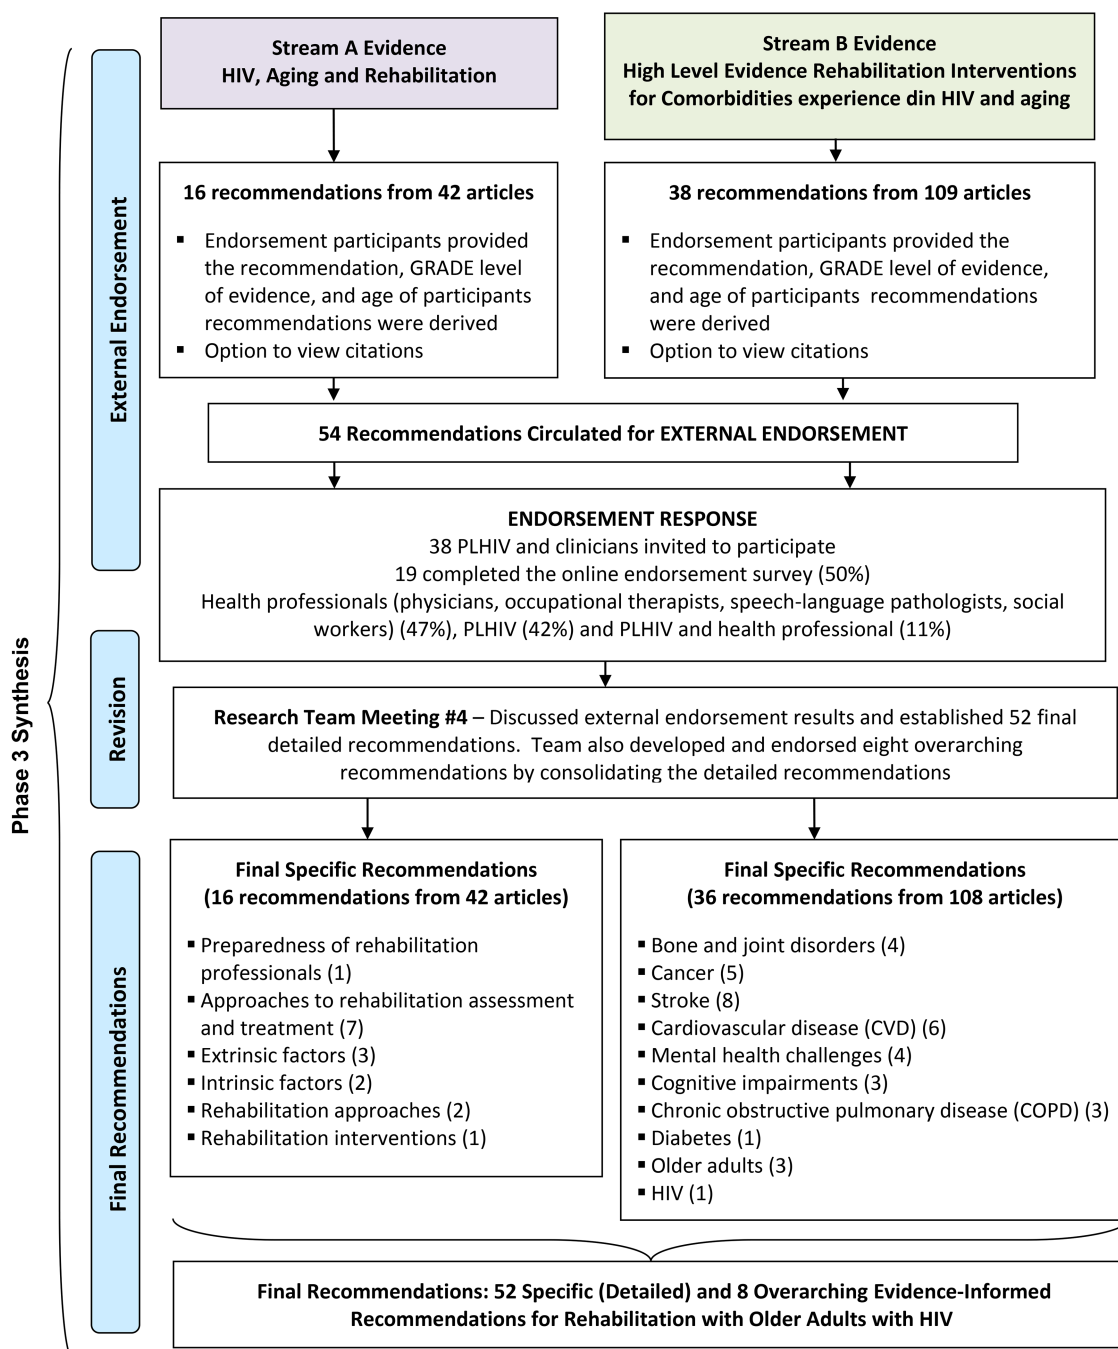 Stream A Evidence
HIV, Aging and Rehabilitation
Stream B Evidence
High Level Evidence Rehabilitation Interventions
for Comorbidities experience din HIV and aging
Phase 3 Synthesis
External Endorsement
16 recommendations from 42 articles
▪ Endorsement participants provided
the recommendation, GRADE level
of evidence, and age of participants
recommendations were derived
▪ Option to view citations
38 recommendations from 109 articles
▪ Endorsement participants provided the
recommendation, GRADE level of evidence,
and age of participants recommendations
were derived
▪ Option to view citations
54 Recommendations Circulated for EXTERNAL ENDORSEMENT
ENDORSEMENT RESPONSE
38 PLHIV and clinicians invited to participate
19 completed the online endorsement survey (50%)
Health professionals (physicians, occupational therapists, speech-language pathologists, social
workers) (47%), PLHIV (42%) and PLHIV and health professional (11%)
Revision
Research Team Meeting #4 – Discussed external endorsement results and established 52 final
detailed recommendations. Team also developed and endorsed eight overarching
recommendations by consolidating the detailed recommendations
Final Recommendations
Final Specific Recommendations
(16 recommendations from 42 articles)
▪ Preparedness of rehabilitation
professionals (1)
▪ Approaches to rehabilitation assessment
and treatment (7)
▪ Extrinsic factors (3)
▪ Intrinsic factors (2)
▪ Rehabilitation approaches (2)
▪ Rehabilitation interventions (1)
Final Specific Recommendations
(36 recommendations from 108 articles)
▪ Bone and joint disorders (4)
▪ Cancer (5)
▪ Stroke (8)
▪ Cardiovascular disease (CVD) (6)
▪ Mental health challenges (4)
▪ Cognitive impairments (3)
▪ Chronic obstructive pulmonary disease (COPD) (3)
▪ Diabetes (1)
▪ Older adults (3)
▪ HIV (1)
Final Recommendations: 52 Specific (Detailed) and 8 Overarching Evidence-Informed
Recommendations for Rehabilitation with Older Adults with HIV